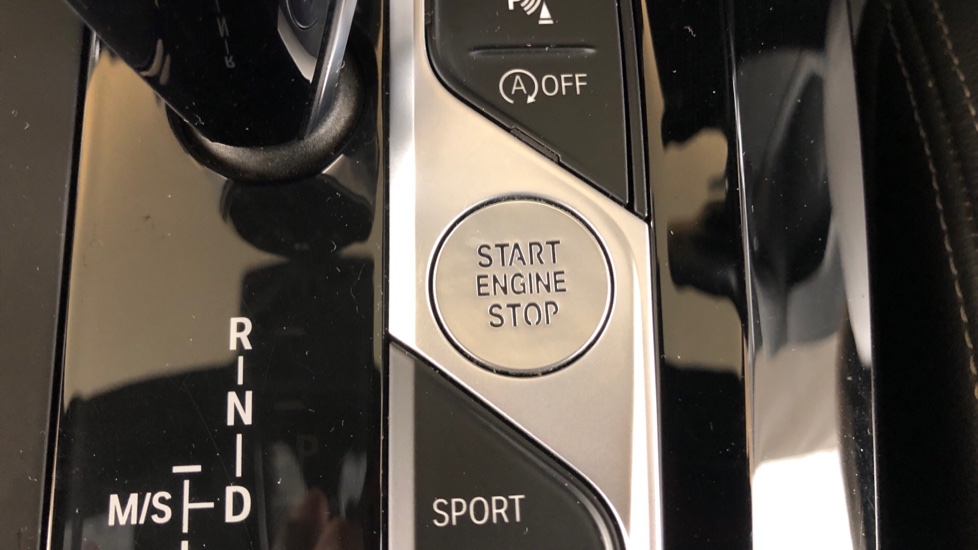 P
(A) OFF
START
ENGINE
STOP
R
N
M/S D
SPORT